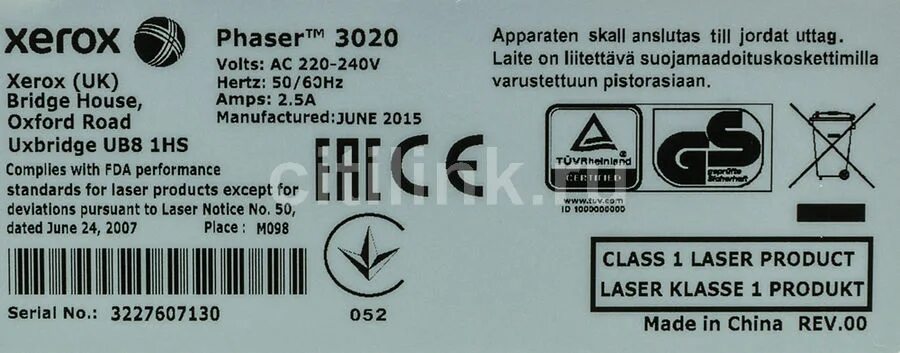 xerox
Xerox (UK)
Bridge House,
Oxford Road
Uxbridge UB8 1HS
Complies with FDA performance
standards for laser products except for
deviations pursuant to Laser Notice No. 50,
dated June 24, 2007 Place : M098
Serial No.: 3227607130
Phaser™ 3020
Volts: AC 220-240V
Hertz: 50/60Hz
Amps: 2.5A
Manufactured: JUNE 2015
EAC CE
052
Apparaten skall anslutas till jordat uttag.
Laite on liitettävä suojamaadoituskoskettimilla
varustettuun pistorasiaan.
TÜVRheinland
CERTIFIED
www.tuv.com
ID 1000000000
GS
geprüfte
Sicherheit
CLASS 1 LASER PRODUCT
LASER KLASSE 1 PRODUKT
Made in China REV.00
citilink.ru